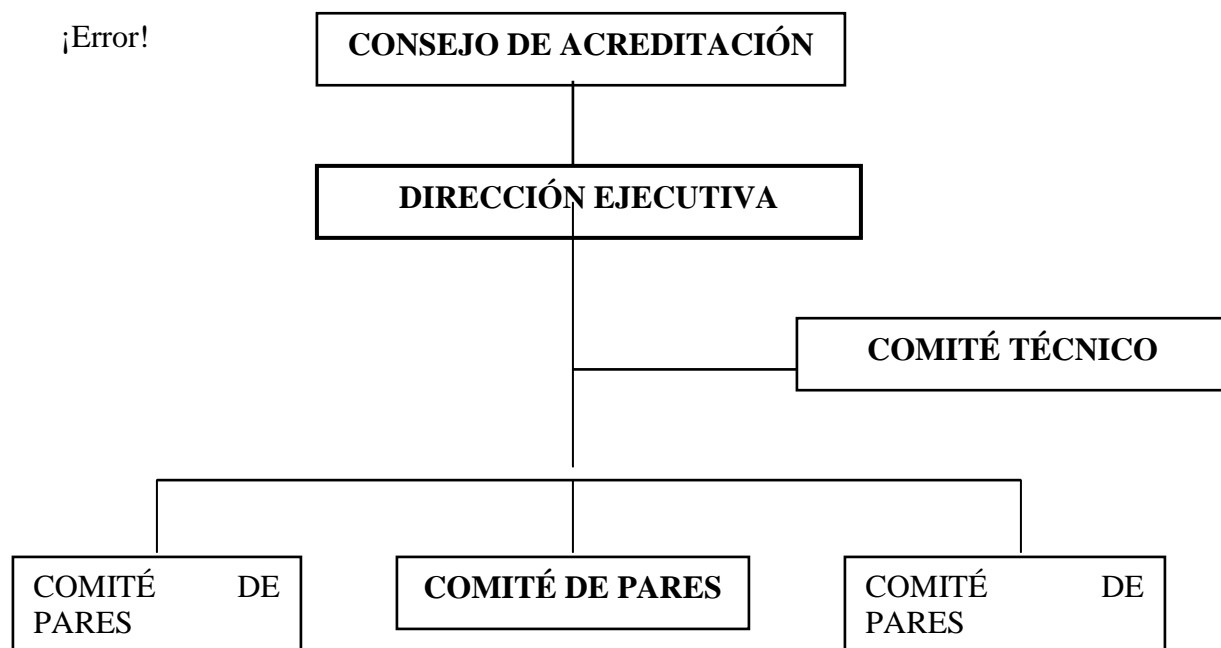 ¡Error!
CONSEJO DE ACREDITACIÓN
DIRECCIÓN EJECUTIVA
COMITÉ TÉCNICO
COMITÉ DE
PARES
COMITÉ DE PARES
COMITÉ DE
PARES